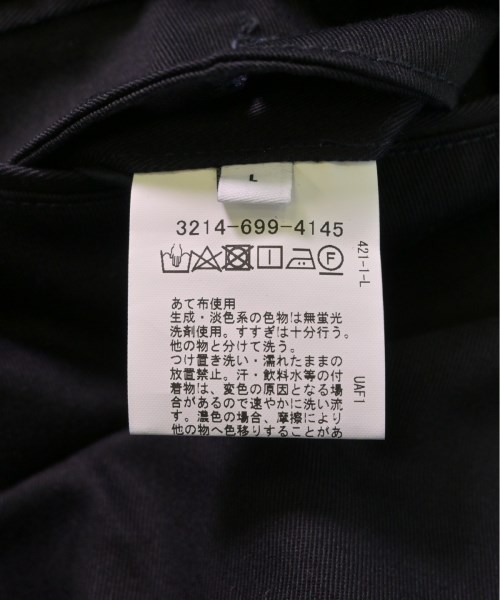 L
3214-699-4145
F
あて布使用
生成・淡色系の色物は無蛍光
洗剤使用。すすぎは十分行う。
他の物と分けて洗う。
つけ置き洗い・濡れたままの
放置禁止。汗・飲料水等の付
着物は、変色の原因となる場
合があるので速やかに洗い流
す。濃色の場合、摩擦により
他の物へ色移りすることがあ
421-1-L
UAF1